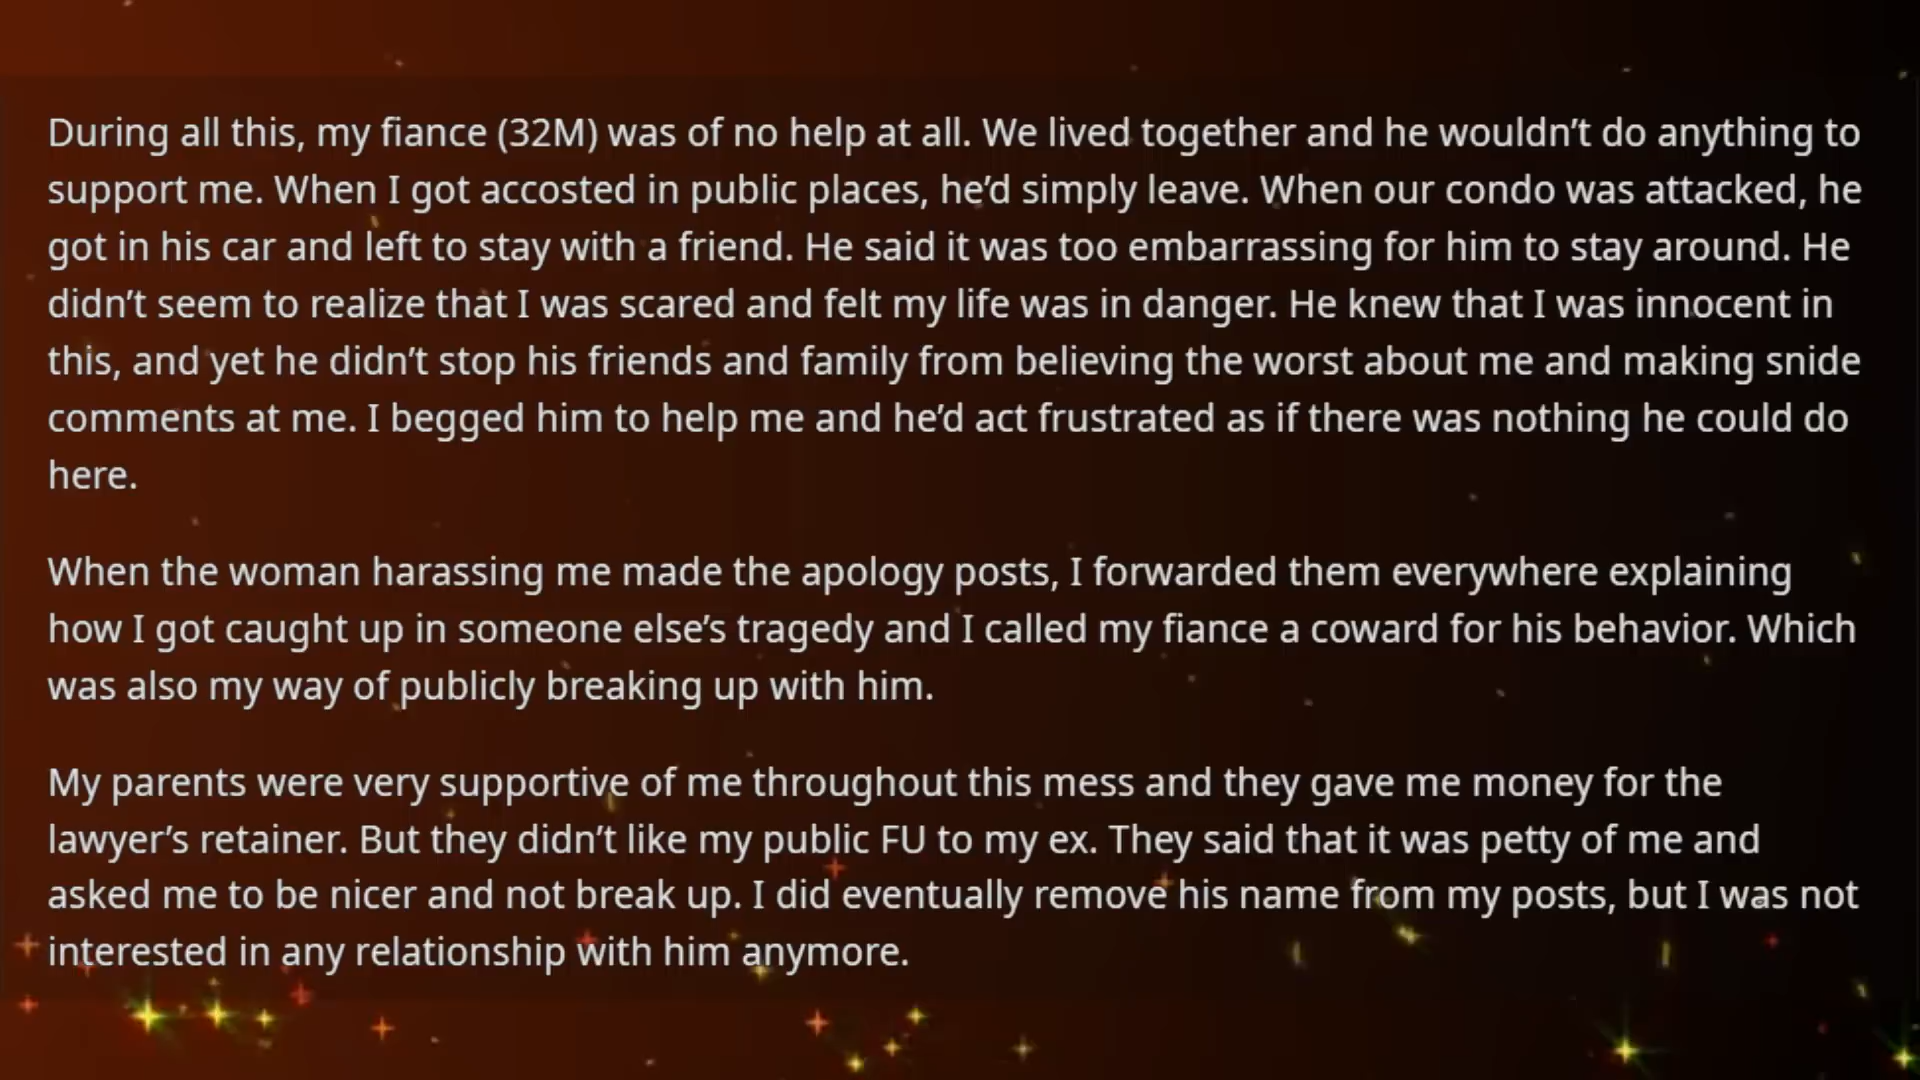 During all this, my fiance (32M) was of no help at all. We lived together and he wouldn’t do anything to
support me. When I got accosted in public places, he’d simply leave. When our condo was attacked, he
got in his car and left to stay with a friend. He said it was too embarrassing for him to stay around. He
didn’t seem to realize that I was scared and felt my life was in danger. He knew that I was innocent in
this, and yet he didn’t stop his friends and family from believing the worst about me and making snide
comments at me. I begged him to help me and he’d act frustrated as if there was nothing he could do
here.
When the woman harassing me made the apology posts, I forwarded them everywhere explaining
how I got caught up in someone else’s tragedy and I called my fiance a coward for his behavior. Which
was also my way of publicly breaking up with him.
My parents were very supportive of me throughout this mess and they gave me money for the
lawyer’s retainer. But they didn’t like my public FU to my ex. They said that it was petty of me and
asked me to be nicer and not break up. I did eventually remove his name from my posts, but I was not
interested in any relationship with him anymore.